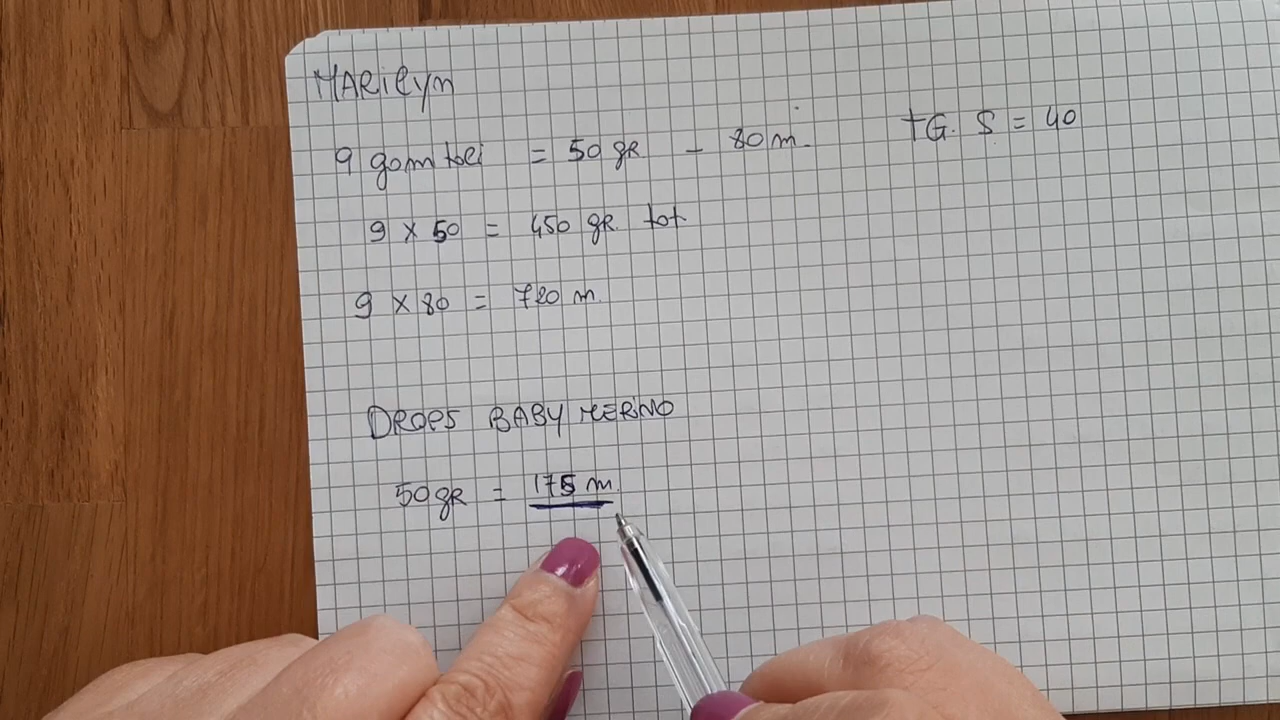 MARilyn
9 gomitoli = 50 gR - 80 m. TG. S = 40
9 x 50 = 450 gR. tot
9 x 80 = 720 m.
DROPS BABY MERINO
50 gR = 175 m.